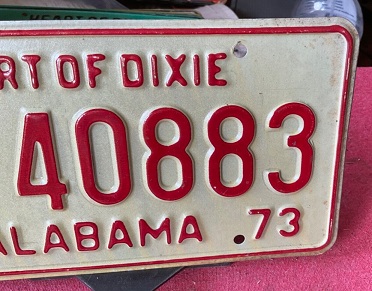 RT OF DIXIE
40883
ALABAMA 73